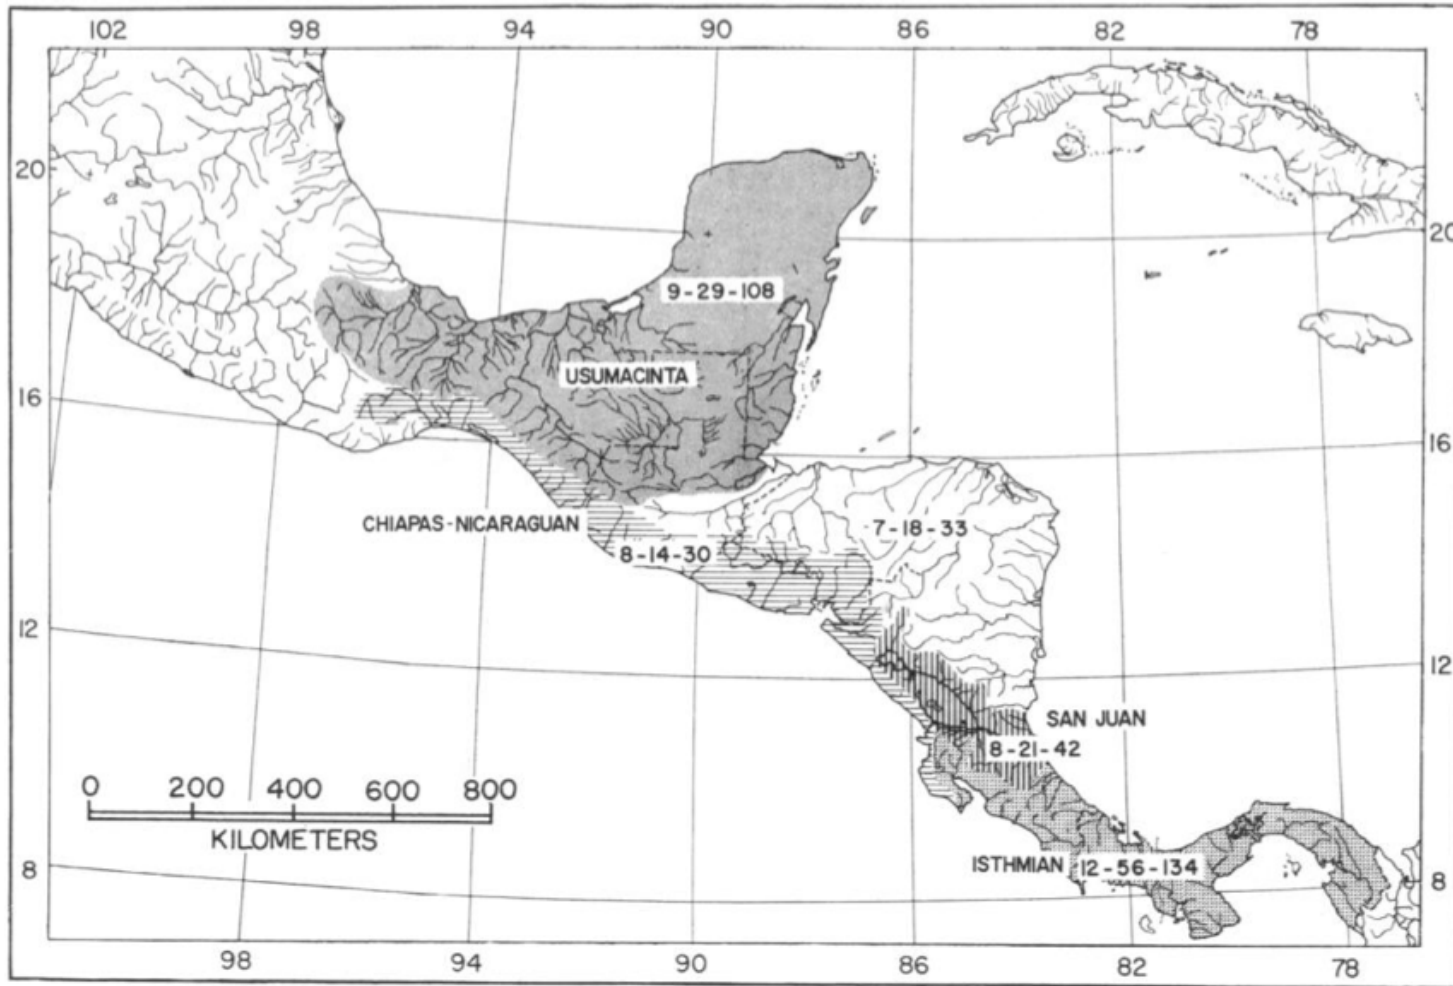 102 98 94 90 86 82 78
20
20
9-29-108
USUMACINTA
16
16
CHIAPAS-NICARAGUAN
7-18-33
8-14-30
12
12
SAN JUAN
8-21-42
0 200 400 600 800
KILOMETERS
ISTHMIAN 12-56-134
8
8
98 94 90 86 82 78